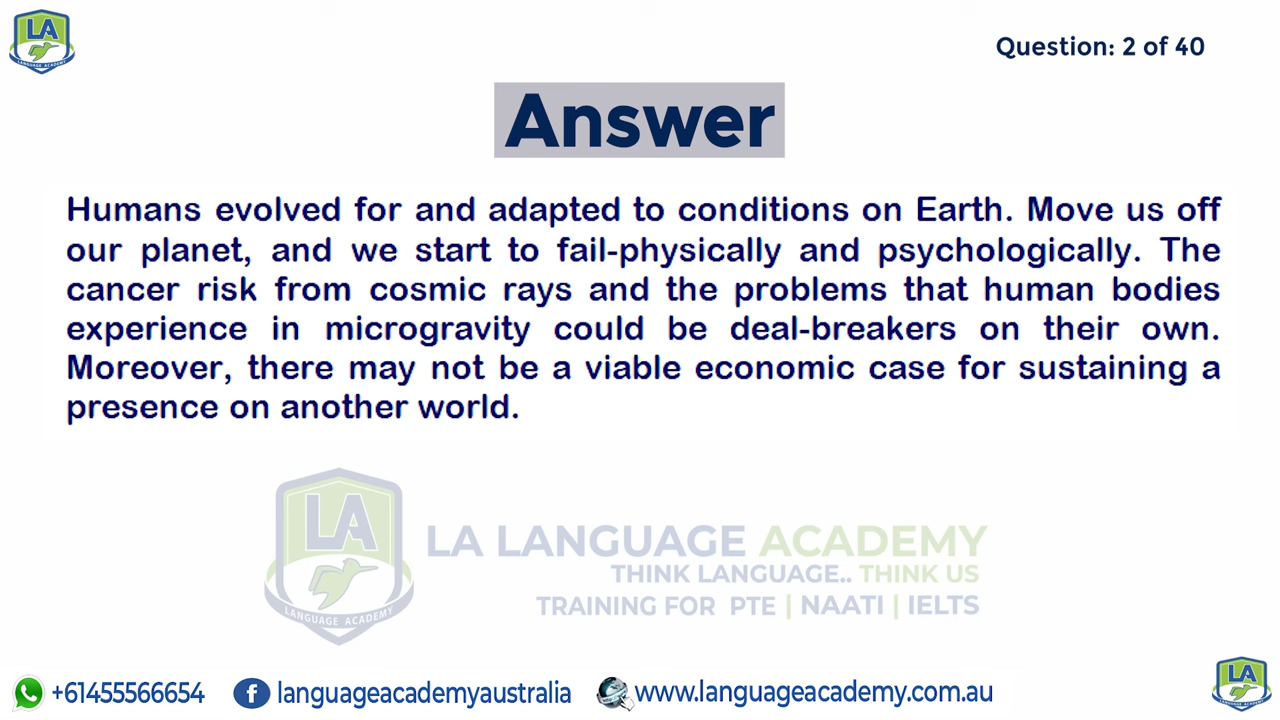 LA
LANGUAGE ACADEMY
Question: 2 of 40
Answer
Humans evolved for and adapted to conditions on Earth. Move us off
our planet, and we start to fail-physically and psychologically. The
cancer risk from cosmic rays and the problems that human bodies
experience in microgravity could be deal-breakers on their own.
Moreover, there may not be a viable economic case for sustaining a
presence on another world.
LA
LANGUAGE ACADEMY
LA LANGUAGE ACADEMY
THINK LANGUAGE.. THINK US
TRAINING FOR PTE | NAATI | IELTS
+61455566654
languageacademyaustralia
www.languageacademy.com.au
LA
LANGUAGE ACADEMY